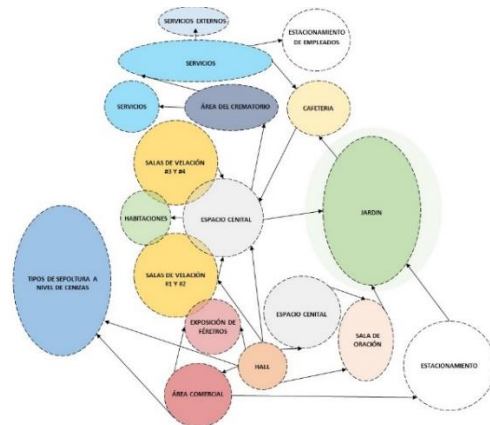 SERVICIOS EXTERNOS
ESTACIONAMIENTO
DE EMPLEADOS
SERVICIOS
SERVICIOS
ÁREA DEL CREMATORIO
CAFETERIA
SALAS DE VELACIÓN
#3 Y #4
HABITACIONES
ESPACIO CENITAL
JARDIN
TIPOS DE SEPOLTURA A
NIVEL DE CENIZAS
SALAS DE VELACIÓN
#1 Y #2
EXPOSICIÓN DE
FÉRETROS
ESPACIO CENITAL
SALA DE
ORACIÓN
HALL
ESTACIONAMIENTO
ÁREA COMERCIAL